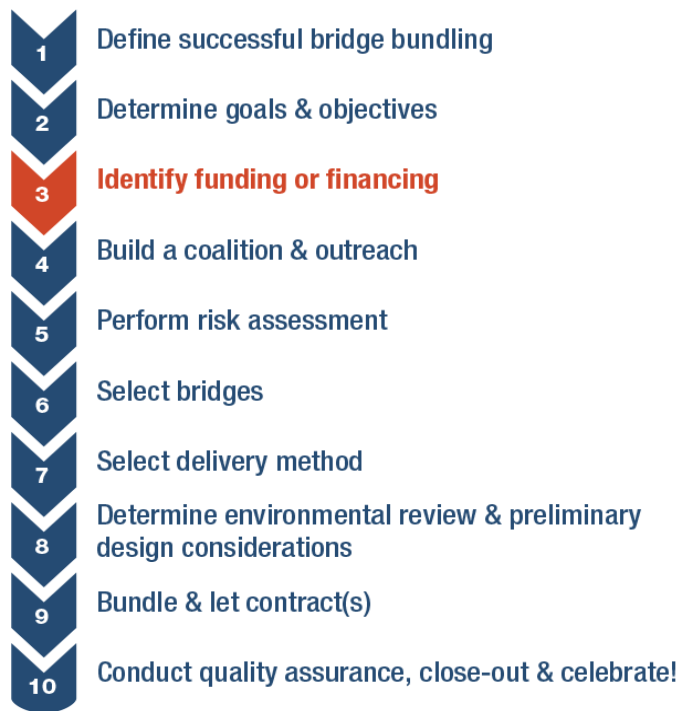 1 Define successful bridge bundling
2 Determine goals & objectives
3 Identify funding or financing
4 Build a coalition & outreach
5 Perform risk assessment
6 Select bridges
7 Select delivery method
8 Determine environmental review & preliminary
design considerations
9 Bundle & let contract(s)
10 Conduct quality assurance, close-out & celebrate!